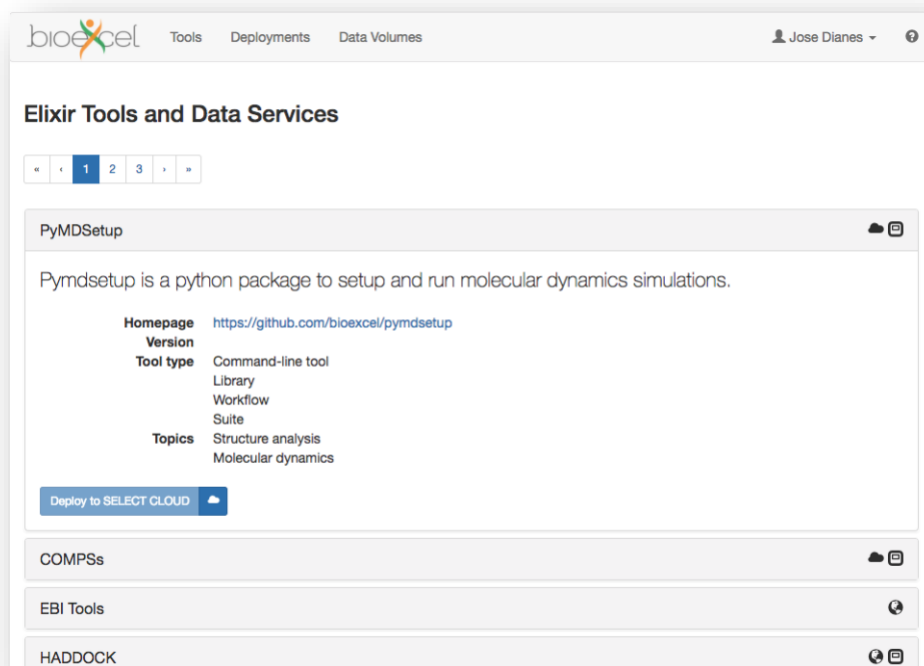 bioexcel Tools Deployments Data Volumes Jose Dianes
Elixir Tools and Data Services
« ‹ 1 2 3 › »
PyMDSetup
Pymdsetup is a python package to setup and run molecular dynamics simulations.
Homepage https://github.com/bioexcel/pymdsetup
Version
Tool type Command-line tool
Library
Workflow
Suite
Topics Structure analysis
Molecular dynamics
Deploy to SELECT CLOUD
COMPSs
EBI Tools
HADDOCK